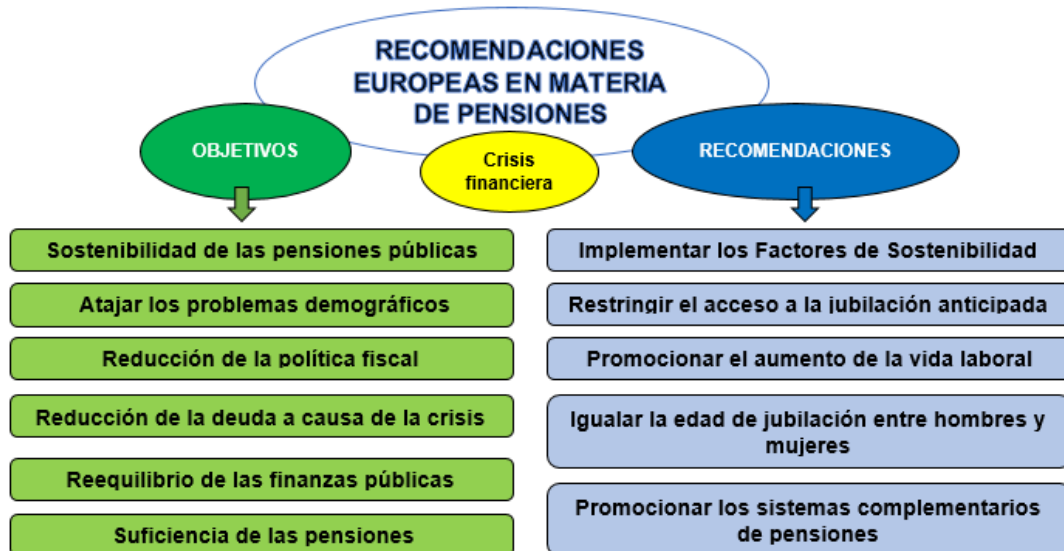 RECOMENDACIONES
EUROPEAS EN MATERIA
DE PENSIONES
OBJETIVOS
Crisis
financiera
RECOMENDACIONES
Sostenibilidad de las pensiones públicas
Atajar los problemas demográficos
Reducción de la política fiscal
Reducción de la deuda a causa de la crisis
Reequilibrio de las finanzas públicas
Suficiencia de las pensiones
Implementar los Factores de Sostenibilidad
Restringir el acceso a la jubilación anticipada
Promocionar el aumento de la vida laboral
Igualar la edad de jubilación entre hombres y
mujeres
Promocionar los sistemas complementarios
de pensiones